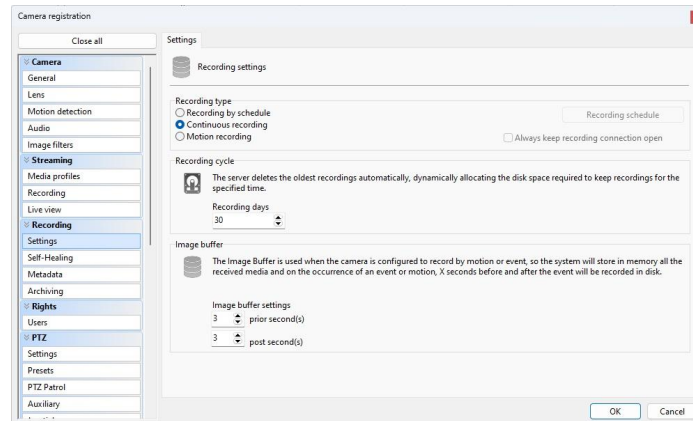 Camera registration
Close all
Camera
General
Lens
Motion detection
Audio
Image filters
Streaming
Media profiles
Recording
Live view
Recording
Settings
Self-Healing
Metadata
Archiving
Rights
Users
PTZ
Settings
Presets
PTZ Patrol
Auxiliary
Settings
Recording settings
Recording type
Recording by schedule
Recording schedule
Continuous recording
Motion recording
Always keep recording connection open
Recording cycle
The server deletes the oldest recordings automatically, dynamically allocating the disk space required to keep recordings for the
specified time.
Recording days
30
Image buffer
The Image Buffer is used when the camera is configured to record by motion or event, so the system will store in memory all the
received media and on the occurrence of an event or motion, X seconds before and after the event will be recorded in disk.
Image buffer settings
3 prior second(s)
3 post second(s)
OK Cancel